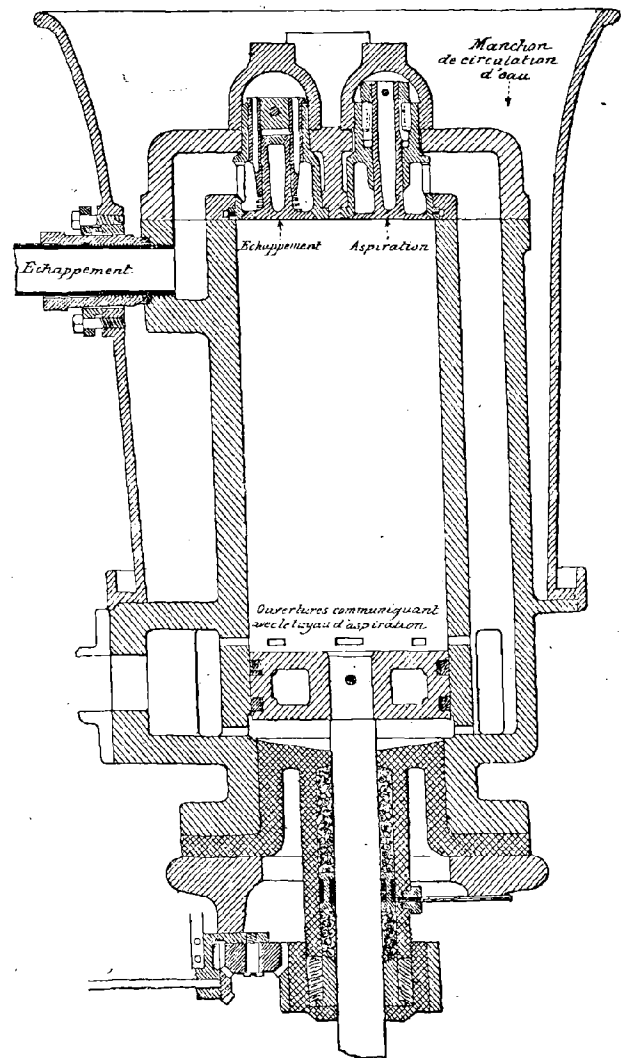 Manchon
de circulation
d'eau
Echappement
Aspiration
Echappement.
Ouvertures communiquant
avec le tuyau d'aspiration